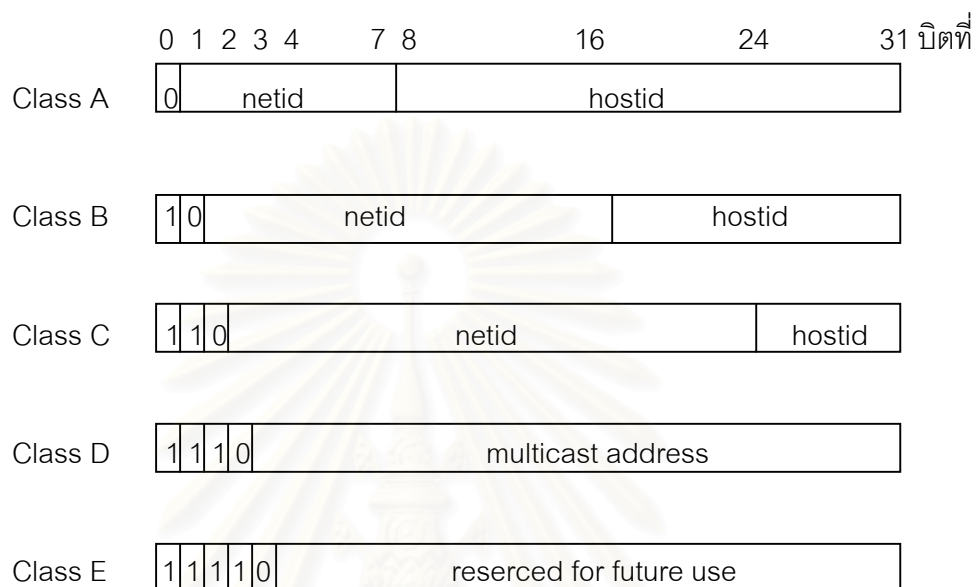 0 1 2 3 4 7 8 16 24 31 บิตที่
Class A 0 netid hostid
Class B 1 0 netid hostid
Class C 1 1 0 netid hostid
Class D 1 1 1 0 multicast address
Class E 1 1 1 1 0 reserced for future use